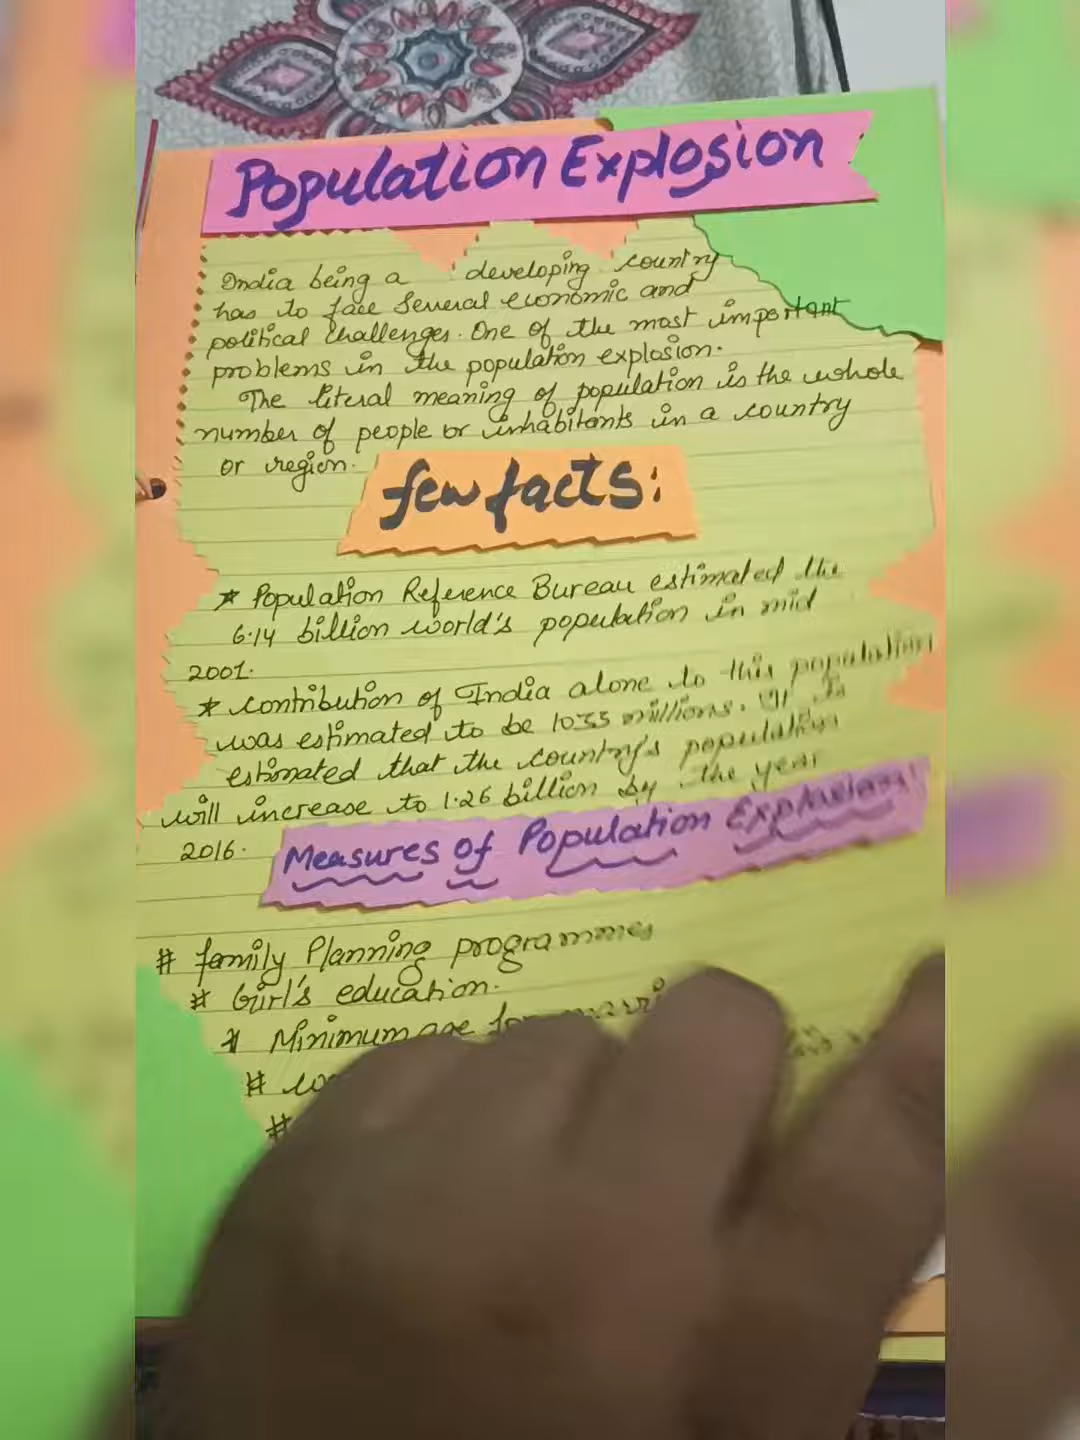 Population Explosion
India being a developing country
has to face several economic and
political challenges. One of the most important
problems in the population explosion.
The literal meaning of population is the whole
number of people or inhabitants in a country
or region.
few facts:
* Population Reference Bureau estimated the
6.14 billion world's population in mid
2001.
* contribution of India alone to this population
was estimated to be 1033 millions. It is
estimated that the country's population
will increase to 1.26 billion by the year
2016.
Measures of Population Explosion
# family Planning programmes
# Girl's education.
# Minimum age for
#
#